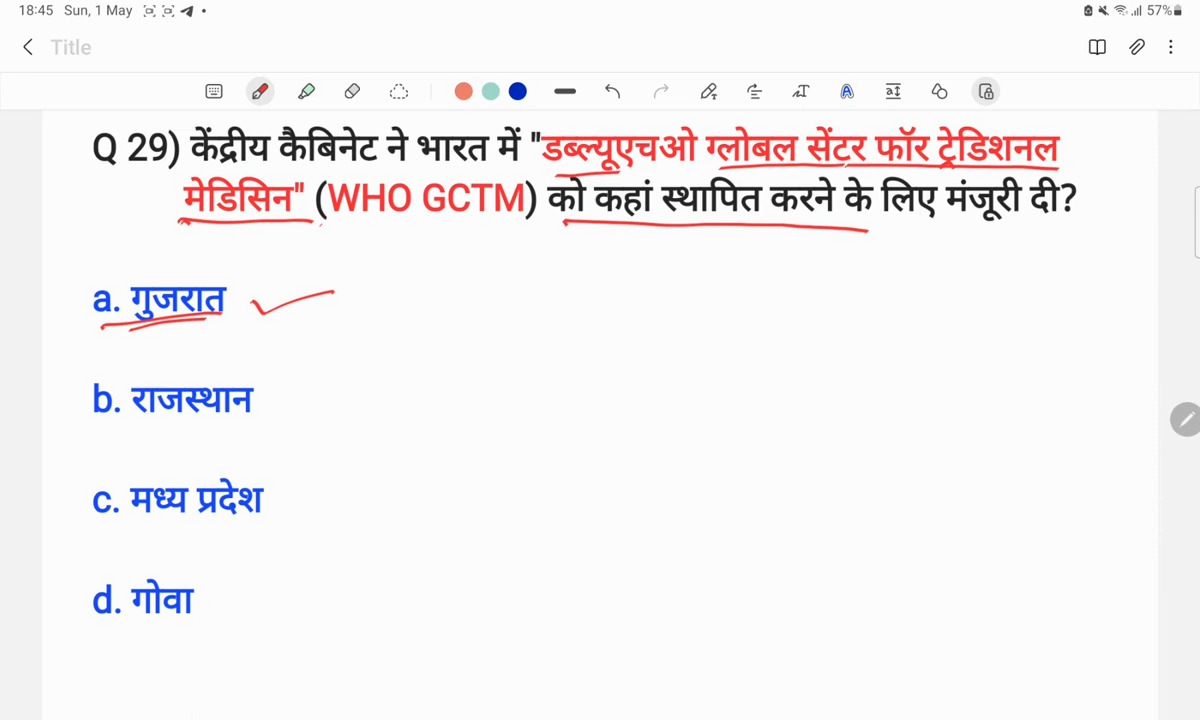 18:45 Sun, 1 May 57%
Title
Q 29) केंद्रीय कैबिनेट ने भारत में "डब्ल्यूएचओ ग्लोबल सेंटर फॉर ट्रेडिशनल
मेडिसिन" (WHO GCTM) को कहां स्थापित करने के लिए मंजूरी दी?
a. गुजरात
b. राजस्थान
c. मध्य प्रदेश
d. गोवा